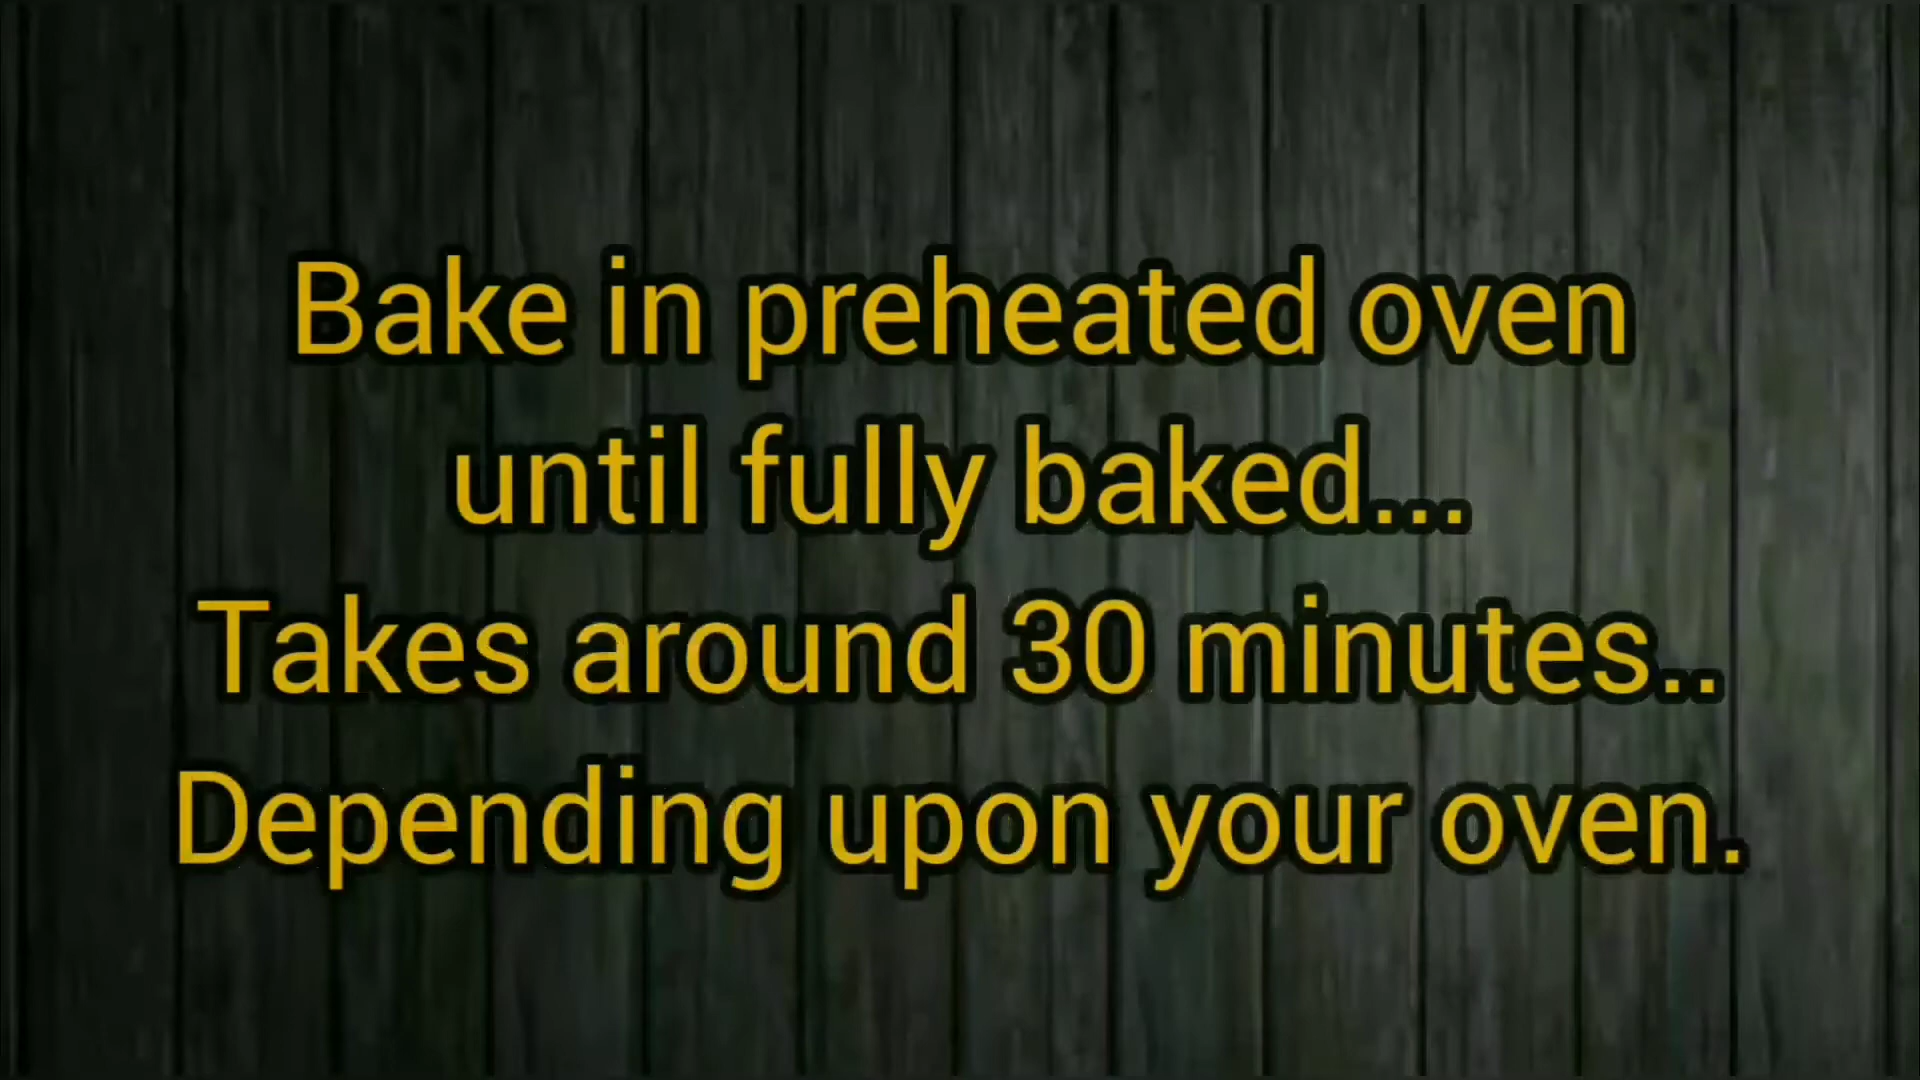 Bake in preheated oven
until fully baked...
Takes around 30 minutes..
Depending upon your oven.